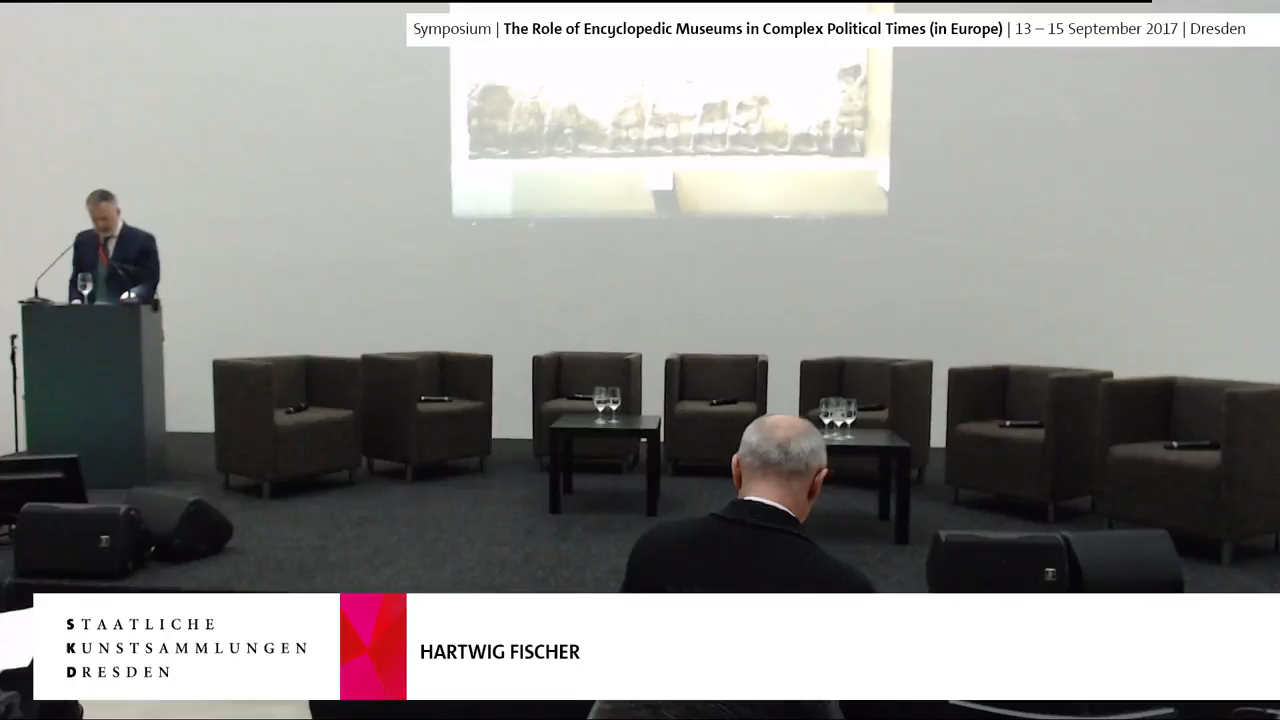 Symposium | The Role of Encyclopedic Museums in Complex Political Times (in Europe) | 13 – 15 September 2017 | Dresden
STAATLICHE
KUNSTSAMMLUNGEN
DRESDEN
HARTWIG FISCHER